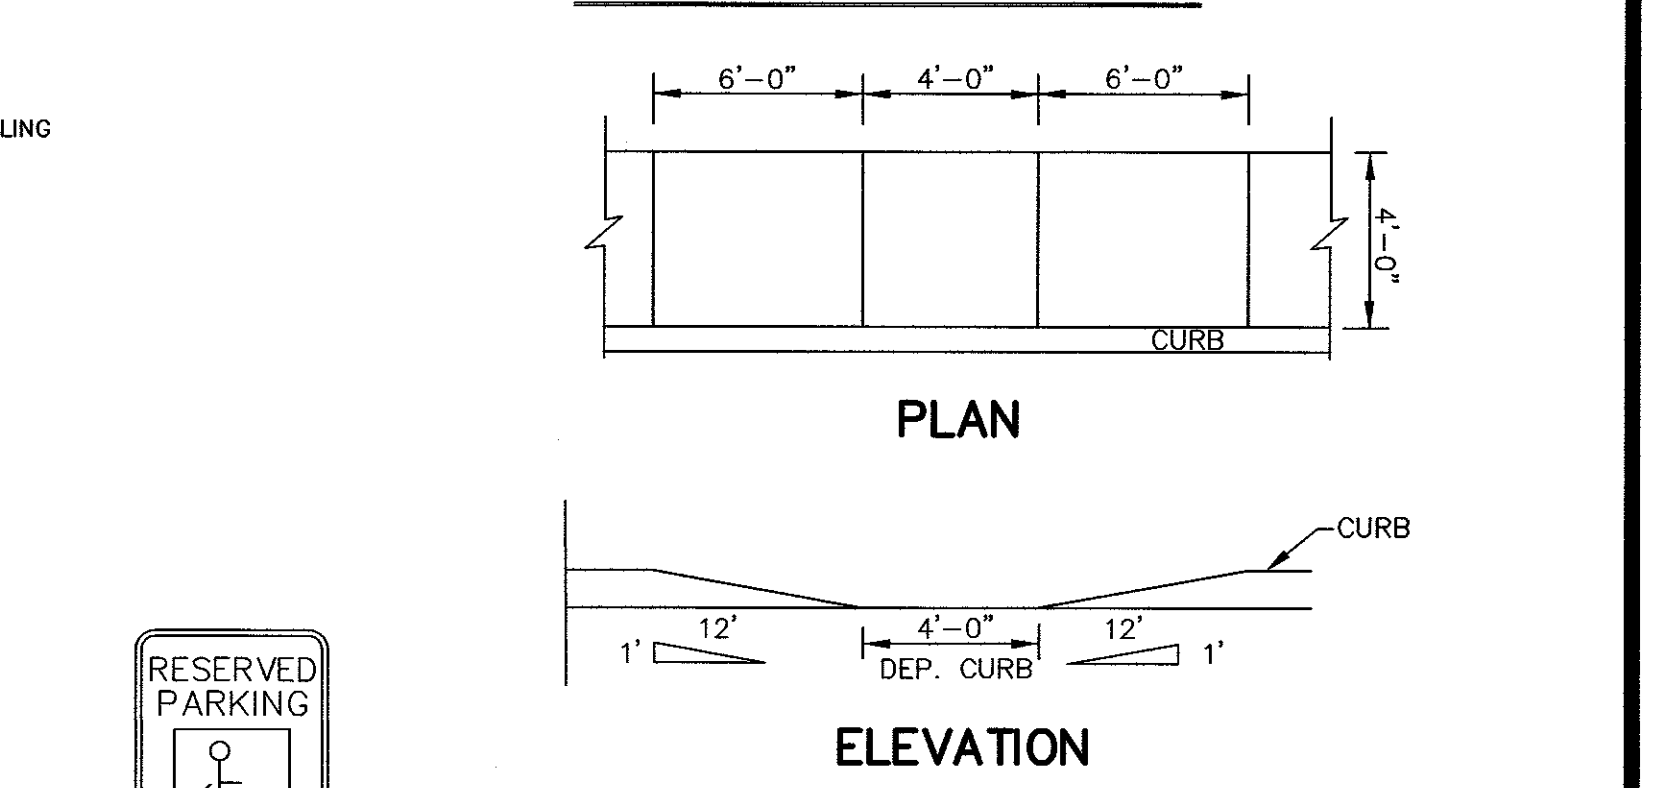 LING
6'-0" 4'-0" 6'-0"
4'-0"
CURB
PLAN
CURB
12' 4'-0" 12'
1' DEP. CURB 1'
ELEVATION
RESERVED
PARKING